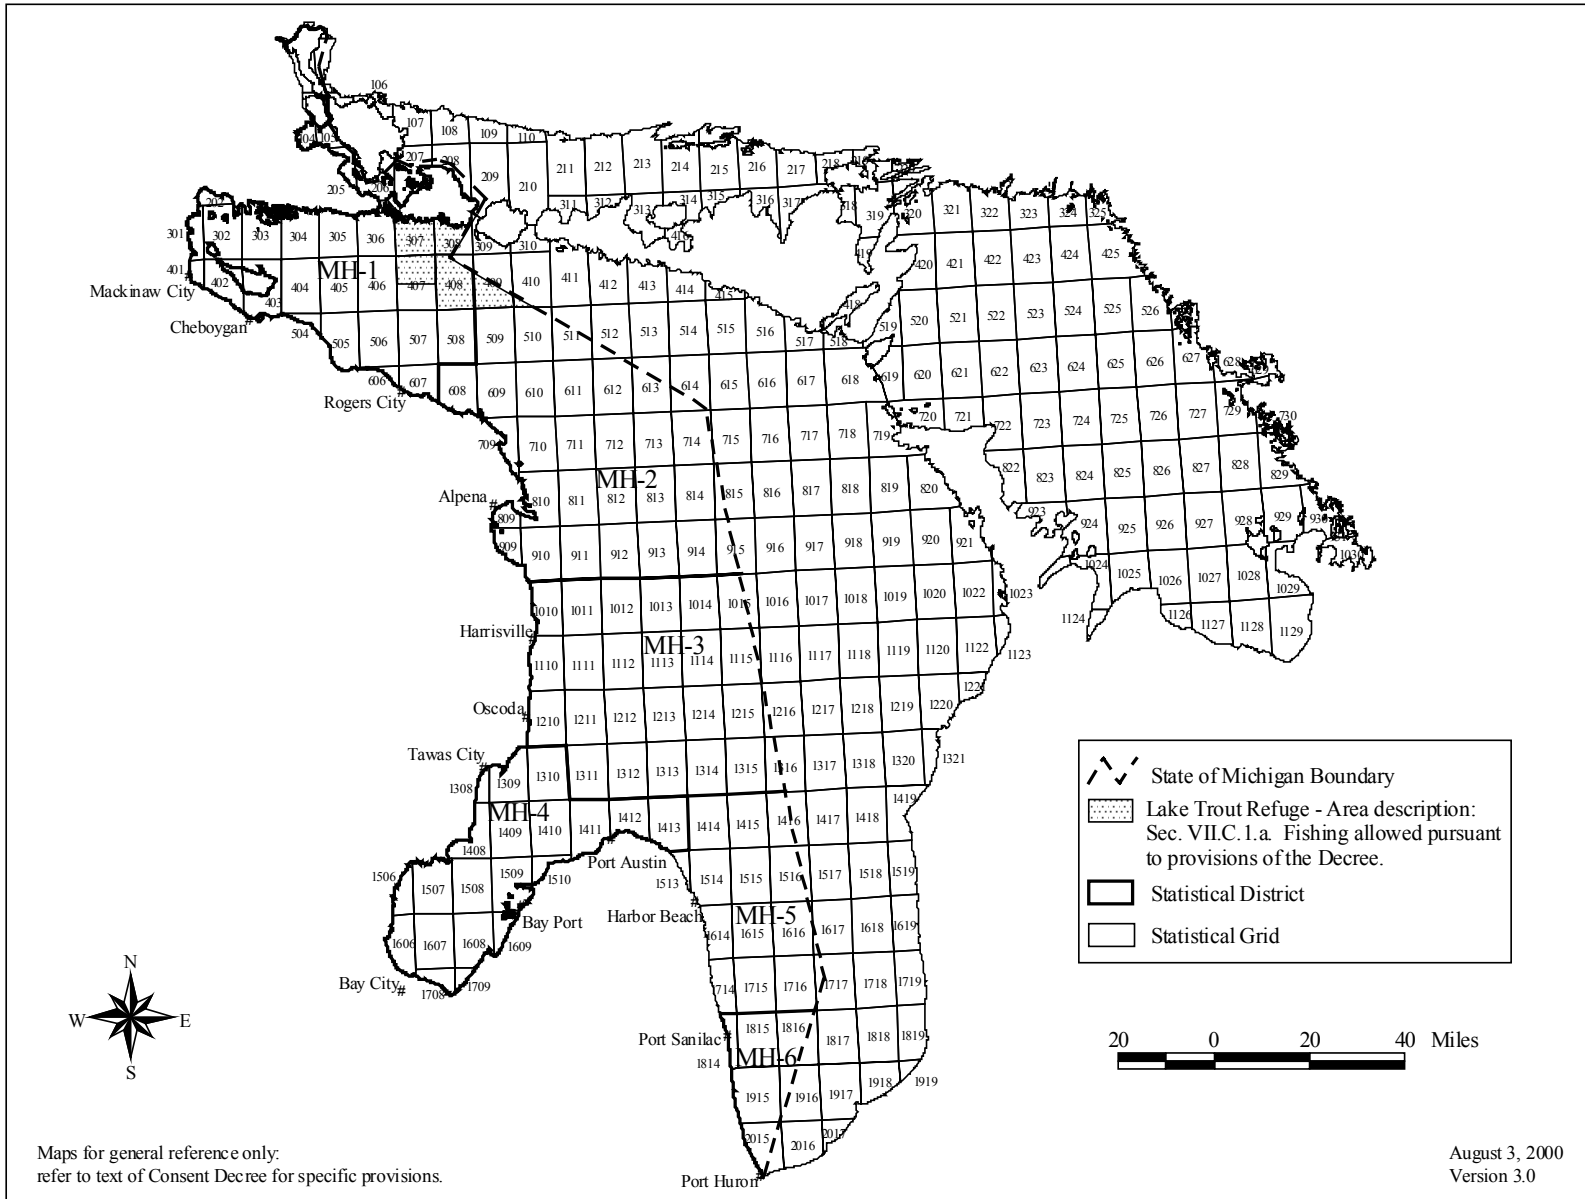 106
107 108 109 110
104 105
207 208 209 210 211 212 213 214 215 216 217 218 219
205 206
202
301 302 303 304 305 306 307 308 309 310 311 312 313 314 315 316 317 318 319 320 321 322 323 324 325
416 419
MH-1
401 402 403 404 405 406 407 408 409 410 411 412 413 414 415 418 420 421 422 423 424 425
Mackinaw City
Cheboygan
504 505 506 507 508 509 510 511 512 513 514 515 516 517 518 519 520 521 522 523 524 525 526
606 607 608 609 610 611 612 613 614 615 616 617 618 619 620 621 622 623 624 625 626 627 628 629
Rogers City
709 710 711 712 713 714 715 716 717 718 719 720 721 722 723 724 725 726 727 729 730
MH-2
Alpena
809 810 811 812 813 814 815 816 817 818 819 820 822 823 824 825 826 827 828 829
909 910 911 912 913 914 915 916 917 918 919 920 921 923 924 925 926 927 928 929 930
1010 1011 1012 1013 1014 1015 1016 1017 1018 1019 1020 1022 1023 1024 1025 1026 1027 1028 1029 1030
Harrisville
MH-3
1110 1111 1112 1113 1114 1115 1116 1117 1118 1119 1120 1122 1123 1124 1126 1127 1128 1129
Oscoda
1210 1211 1212 1213 1214 1215 1216 1217 1218 1219 1220 1221
Tawas City
1308 1309 1310 1311 1312 1313 1314 1315 1316 1317 1318 1320 1321
MH-4
1408 1409 1410 1411 1412 1413 1414 1415 1416 1417 1418 1419
Port Austin
1506 1507 1508 1509 1510 1513 1514 1515 1516 1517 1518 1519
Harbor Beach
MH-5
Bay Port
1606 1607 1608 1609 1614 1615 1616 1617 1618 1619
Bay City
1708 1709 1714 1715 1716 1717 1718 1719
Port Sanilac
1814 1815 1816 1817 1818 1819
MH-6
1915 1916 1917 1918 1919
2015 2016 2017
Port Huron
State of Michigan Boundary
Lake Trout Refuge - Area description:
Sec. VII.C.1.a. Fishing allowed pursuant
to provisions of the Decree.
Statistical District
Statistical Grid
N
W E
S
20 0 20 40 Miles
Maps for general reference only:
refer to text of Consent Decree for specific provisions.
August 3, 2000
Version 3.0